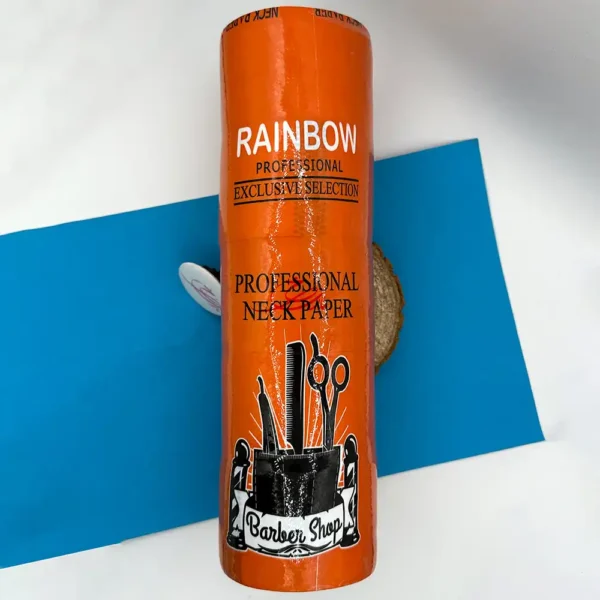 NECK PAPER
RAINBOW
PROFESSIONAL
EXCLUSIVE SELECTION
PROFESSIONAL
NECK PAPER
Barber Shop